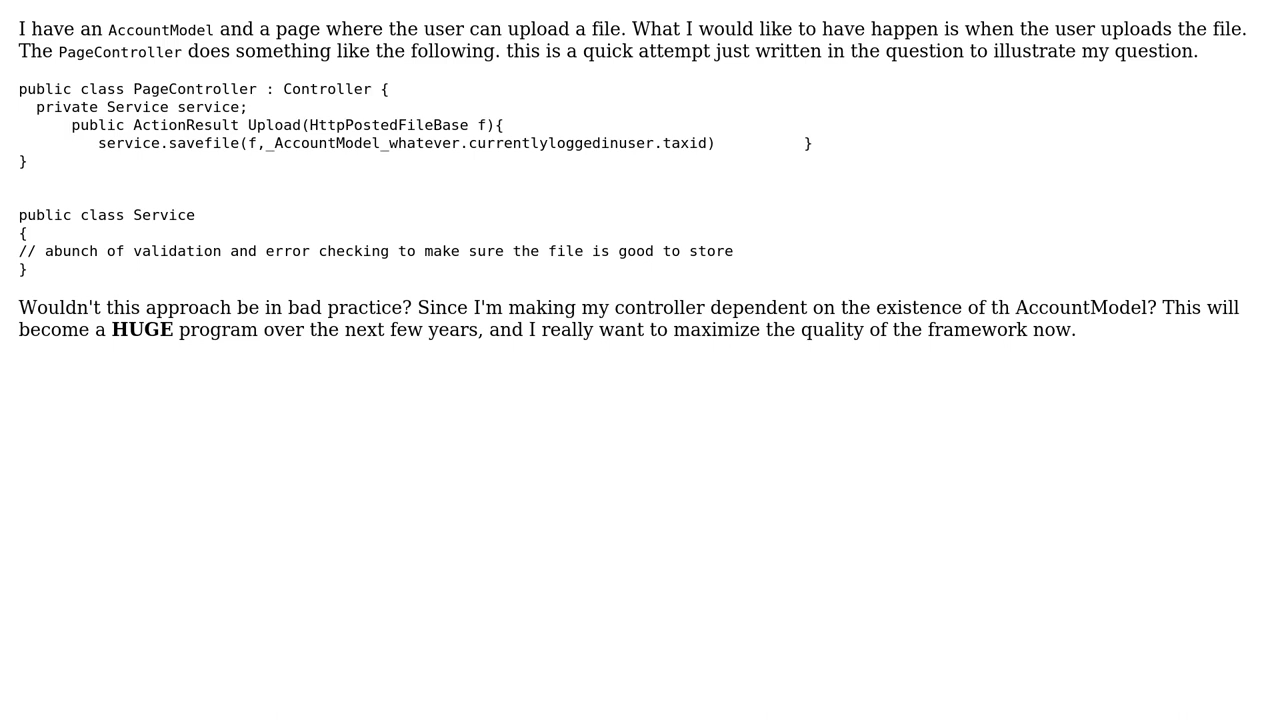 I have an AccountModel and a page where the user can upload a file. What I would like to have happen is when the user uploads the file.
The PageController does something like the following. this is a quick attempt just written in the question to illustrate my question.
public class PageController : Controller {
  private Service service;
      public ActionResult Upload(HttpPostedFileBase f){
         service.savefile(f,_AccountModel_whatever.currentlyloggedinuser.taxid)          }
}
public class Service
{
// abunch of validation and error checking to make sure the file is good to store
}
Wouldn't this approach be in bad practice? Since I'm making my controller dependent on the existence of th AccountModel? This will
become a HUGE program over the next few years, and I really want to maximize the quality of the framework now.